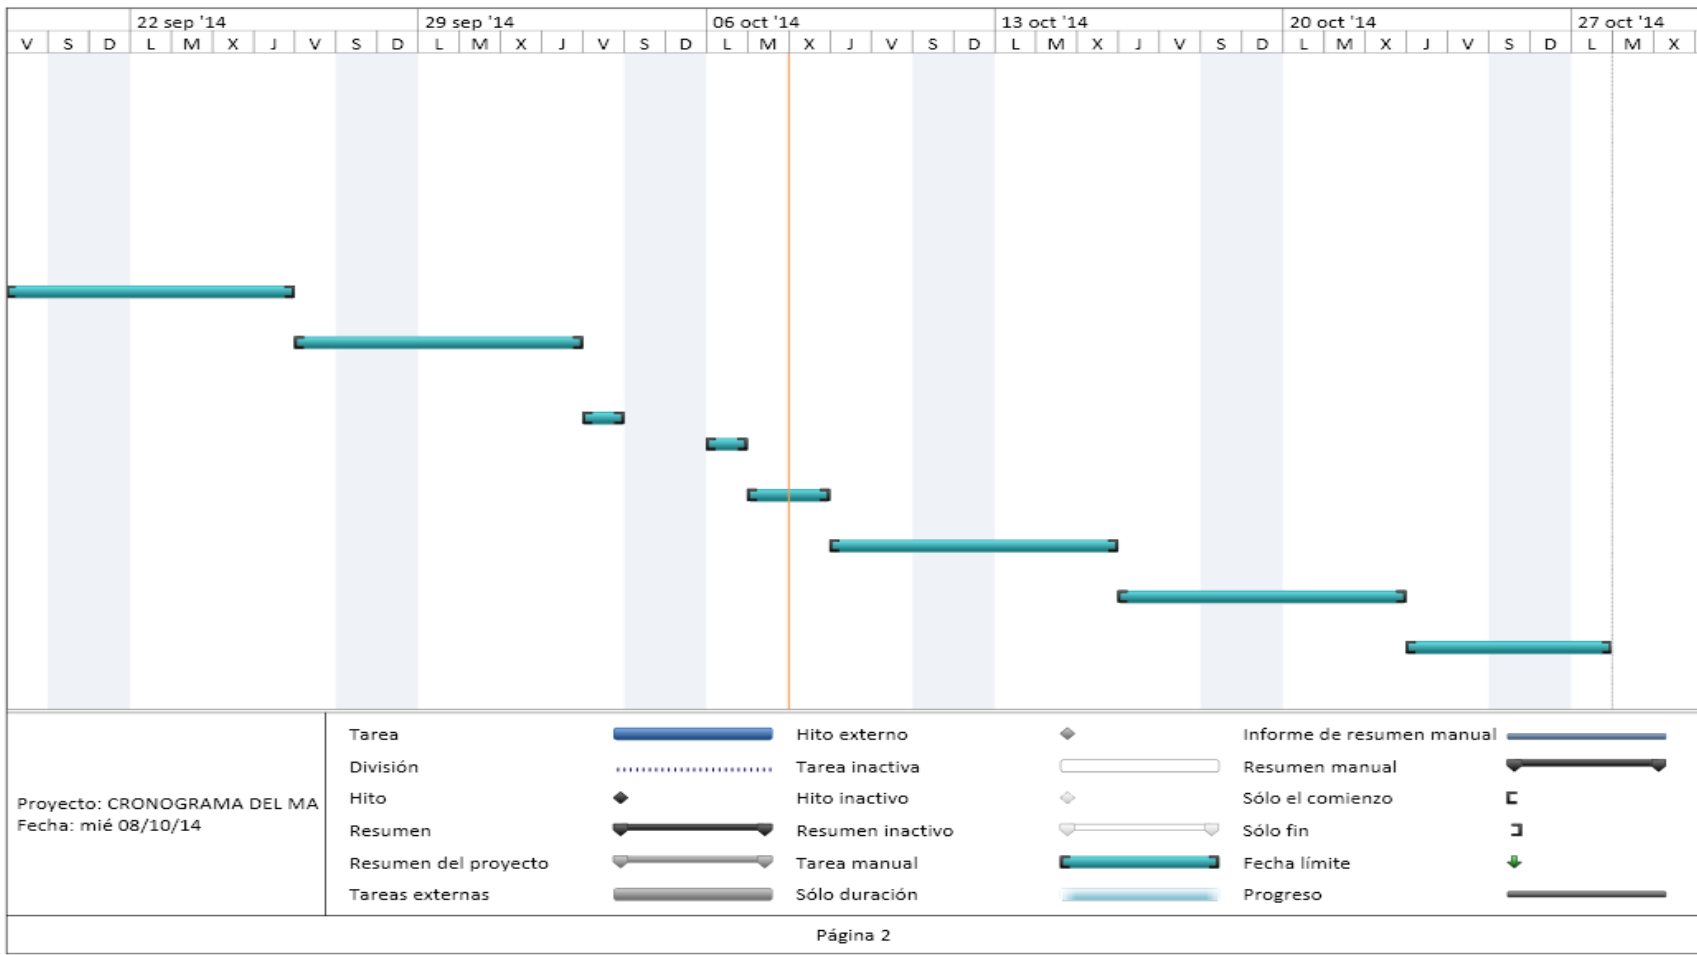 22 sep '14 29 sep '14 06 oct '14 13 oct '14 20 oct '14 27 oct '14
V S D L M X J V S D L M X J V S D L M X J V S D L M X J V S D L M X J V S D L M X
Tarea Hito externo Informe de resumen manual
División Tarea inactiva Resumen manual
Proyecto: CRONOGRAMA DEL MA Hito Hito inactivo Sólo el comienzo
Fecha: mié 08/10/14 Resumen Resumen inactivo Sólo fin
Resumen del proyecto Tarea manual Fecha límite
Tareas externas Sólo duración Progreso
Página 2